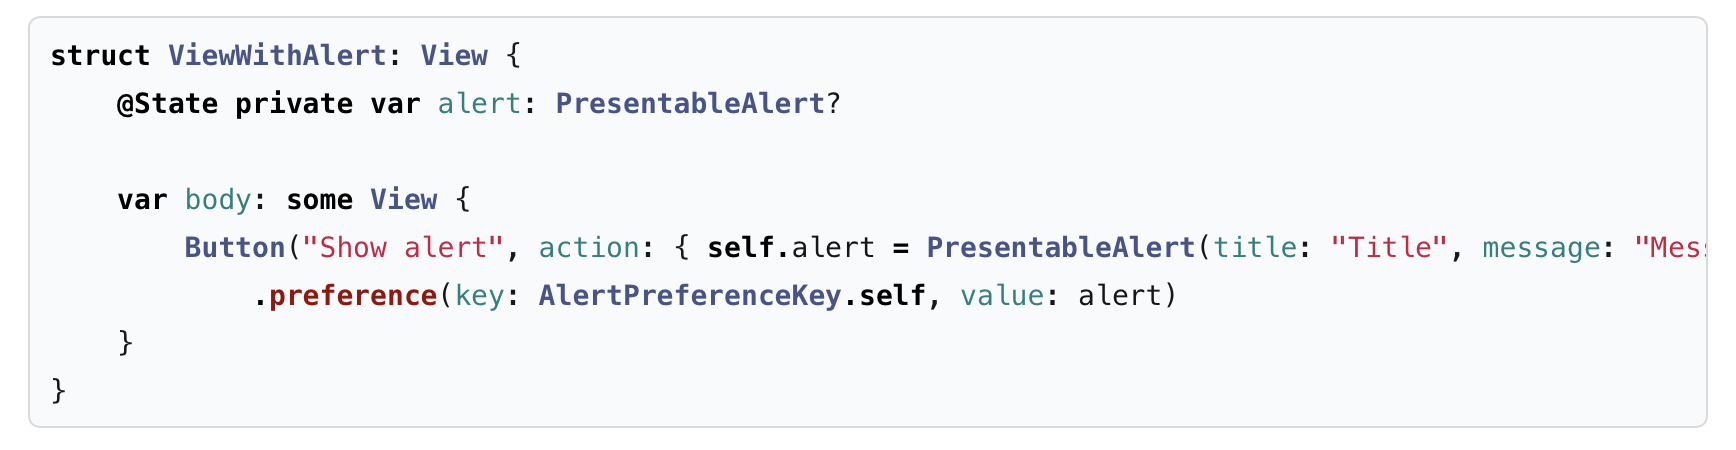 struct ViewWithAlert: View {
    @State private var alert: PresentableAlert?

    var body: some View {
        Button("Show alert", action: { self.alert = PresentableAlert(title: "Title", message: "Mes
            .preference(key: AlertPreferenceKey.self, value: alert)
    }
}